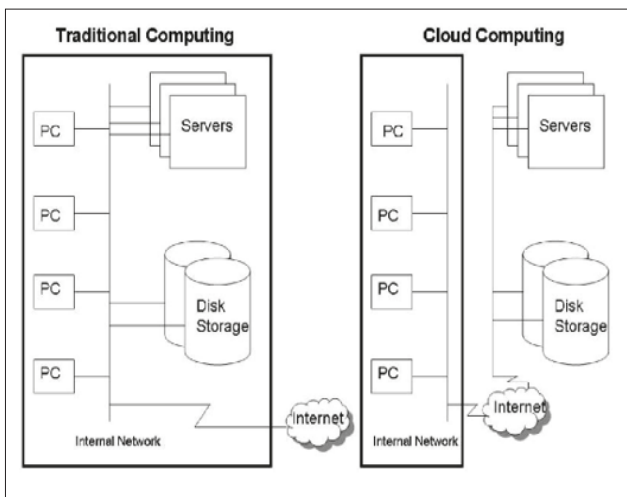 Traditional Computing
PC
PC
PC
PC
Servers
Disk
Storage
Internet
Internal Network
Cloud Computing
PC
PC
PC
PC
Servers
Disk
Storage
Internet
Internal Network